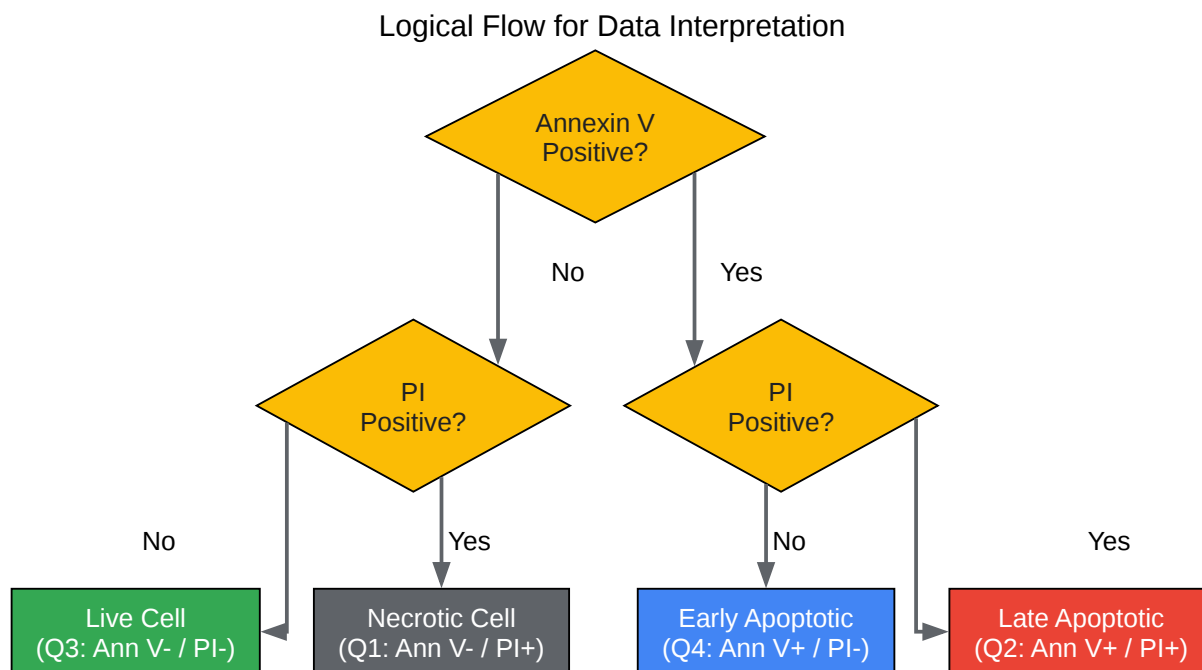 Logical Flow for Data Interpretation
Annexin V
Positive?
No
Yes
PI
Positive?
PI
Positive?
No
Yes
No
Yes
Live Cell
(Q3: Ann V- / PI-)
Necrotic Cell
(Q1: Ann V- / PI+)
Early Apoptotic
(Q4: Ann V+ / PI-)
Late Apoptotic
(Q2: Ann V+ / PI+)